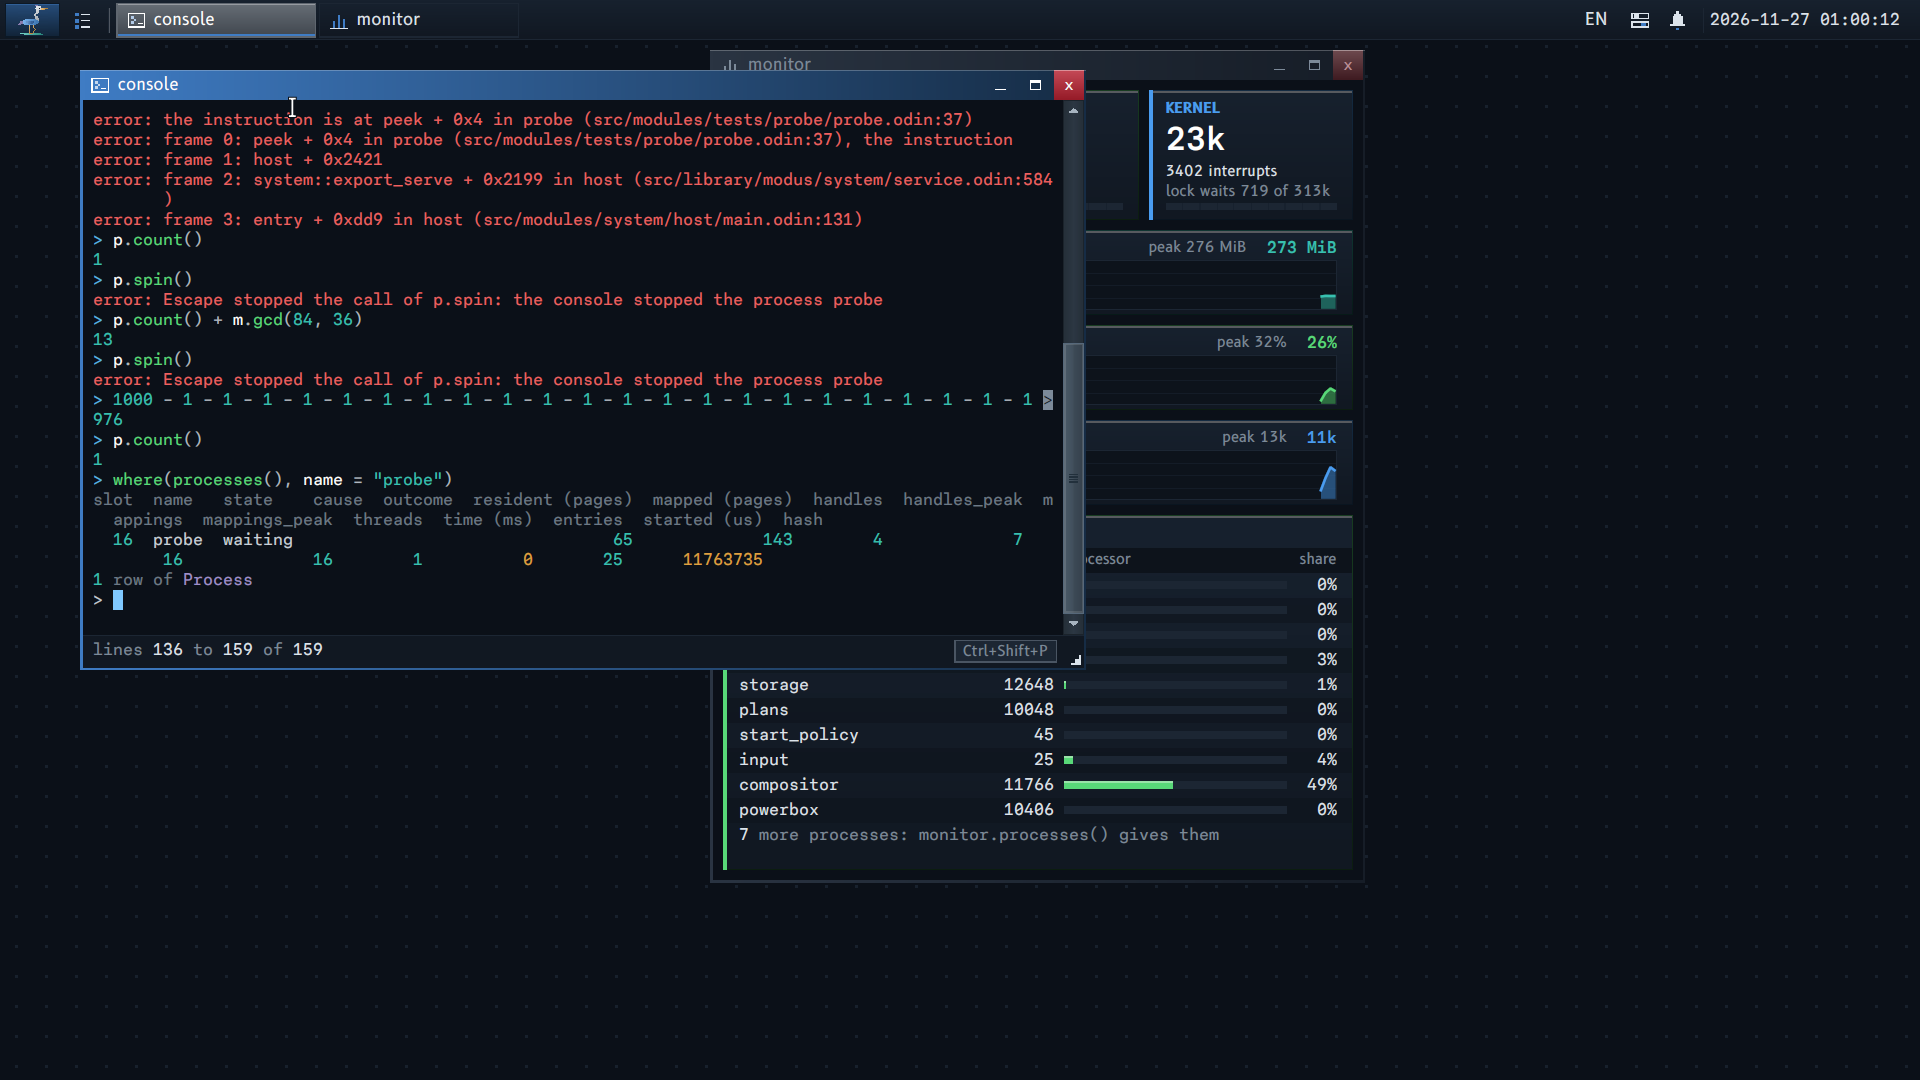 console
monitor
EN
2026-11-27 01:00:12
monitor
console
error: the instruction is at peek + 0x4 in probe (src/modules/tests/probe/probe.odin:37)
error: frame 0: peek + 0x4 in probe (src/modules/tests/probe/probe.odin:37), the instruction
error: frame 1: host + 0x2421
error: frame 2: system::export_serve + 0x2199 in host (src/library/modus/system/service.odin:584
)
error: frame 3: entry + 0xdd9 in host (src/modules/system/host/main.odin:131)
> p.count()
1
> p.spin()
error: Escape stopped the call of p.spin: the console stopped the process probe
> p.count() + m.gcd(84, 36)
13
> p.spin()
error: Escape stopped the call of p.spin: the console stopped the process probe
> 1000 - 1 - 1 - 1 - 1 - 1 - 1 - 1 - 1 - 1 - 1 - 1 - 1 - 1 - 1 - 1 - 1 - 1 - 1 - 1 - 1 - 1 - 1 >
976
> p.count()
1
> where(processes(), name = "probe")
slot name state cause outcome resident (pages) mapped (pages) handles handles_peak m
appings mappings_peak threads time (ms) entries started (us) hash
16 probe waiting 65 143 4 7
16 16 1 0 25 11763735
1 row of Process
>
lines 136 to 159 of 159
Ctrl+Shift+P
KERNEL
23k
3402 interrupts
lock waits 719 of 313k
peak 276 MiB 273 MiB
peak 32% 26%
peak 13k 11k
cessor share
0%
0%
0%
3%
storage 12648 1%
plans 10048 0%
start_policy 45 0%
input 25 4%
compositor 11766 49%
powerbox 10406 0%
7 more processes: monitor.processes() gives them